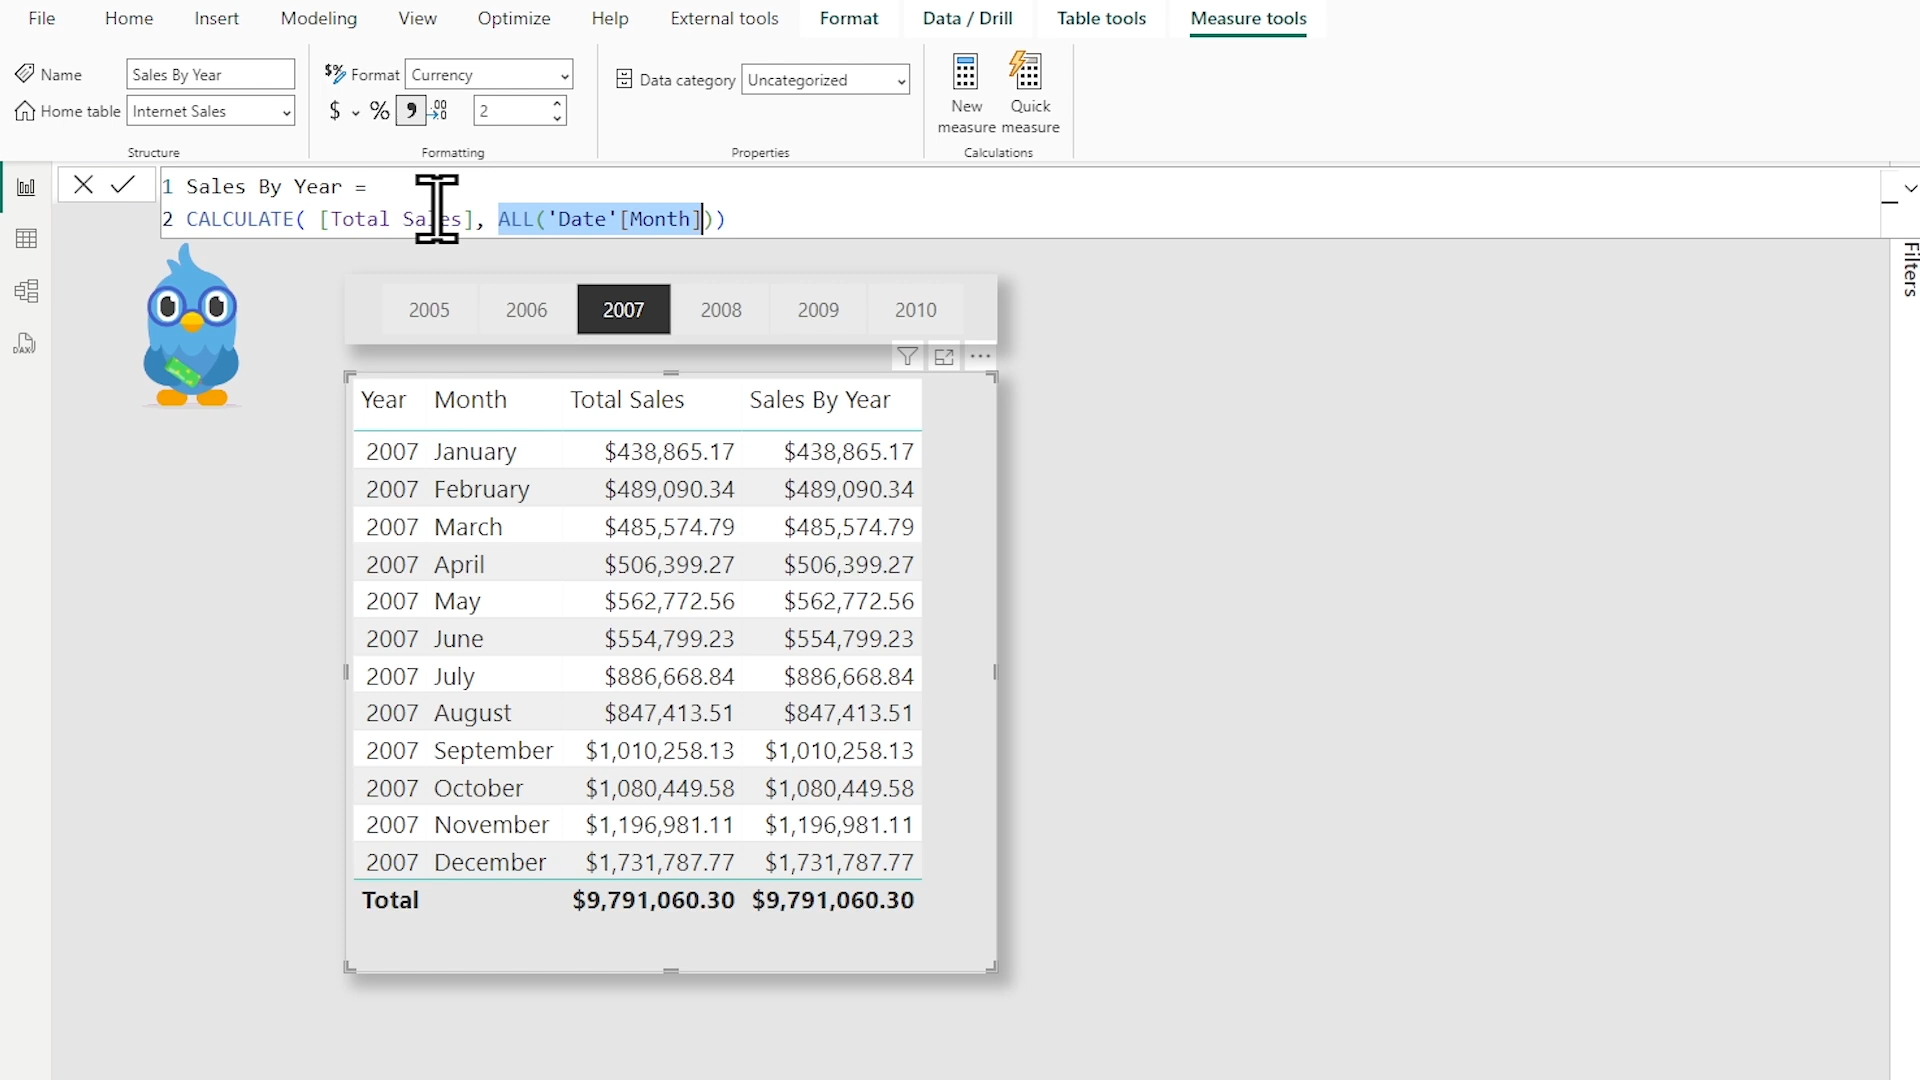 File Home Insert Modeling View Optimize Help External tools Format Data / Drill Table tools Measure tools
Name Sales By Year
Home table Internet Sales
Structure
$% Format Currency
$ % , .00 2
Formatting
Data category Uncategorized
Properties
New measure
Quick measure
Calculations
1 Sales By Year =
2 CALCULATE( [Total Sales], ALL('Date'[Month]))
DAX
Filters
2005 2006 2007 2008 2009 2010
Year Month Total Sales Sales By Year
2007 January $438,865.17 $438,865.17
2007 February $489,090.34 $489,090.34
2007 March $485,574.79 $485,574.79
2007 April $506,399.27 $506,399.27
2007 May $562,772.56 $562,772.56
2007 June $554,799.23 $554,799.23
2007 July $886,668.84 $886,668.84
2007 August $847,413.51 $847,413.51
2007 September $1,010,258.13 $1,010,258.13
2007 October $1,080,449.58 $1,080,449.58
2007 November $1,196,981.11 $1,196,981.11
2007 December $1,731,787.77 $1,731,787.77
Total $9,791,060.30 $9,791,060.30